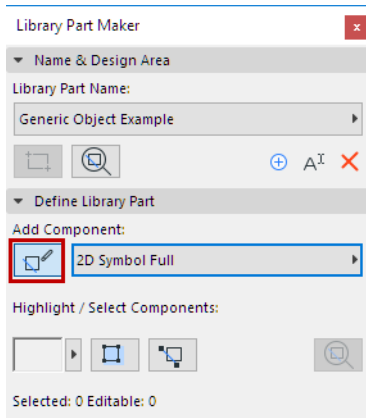 Library Part Maker
x
Name & Design Area
Library Part Name:
Generic Object Example
A
Define Library Part
Add Component:
2D Symbol Full
Highlight / Select Components:
Selected: 0 Editable: 0